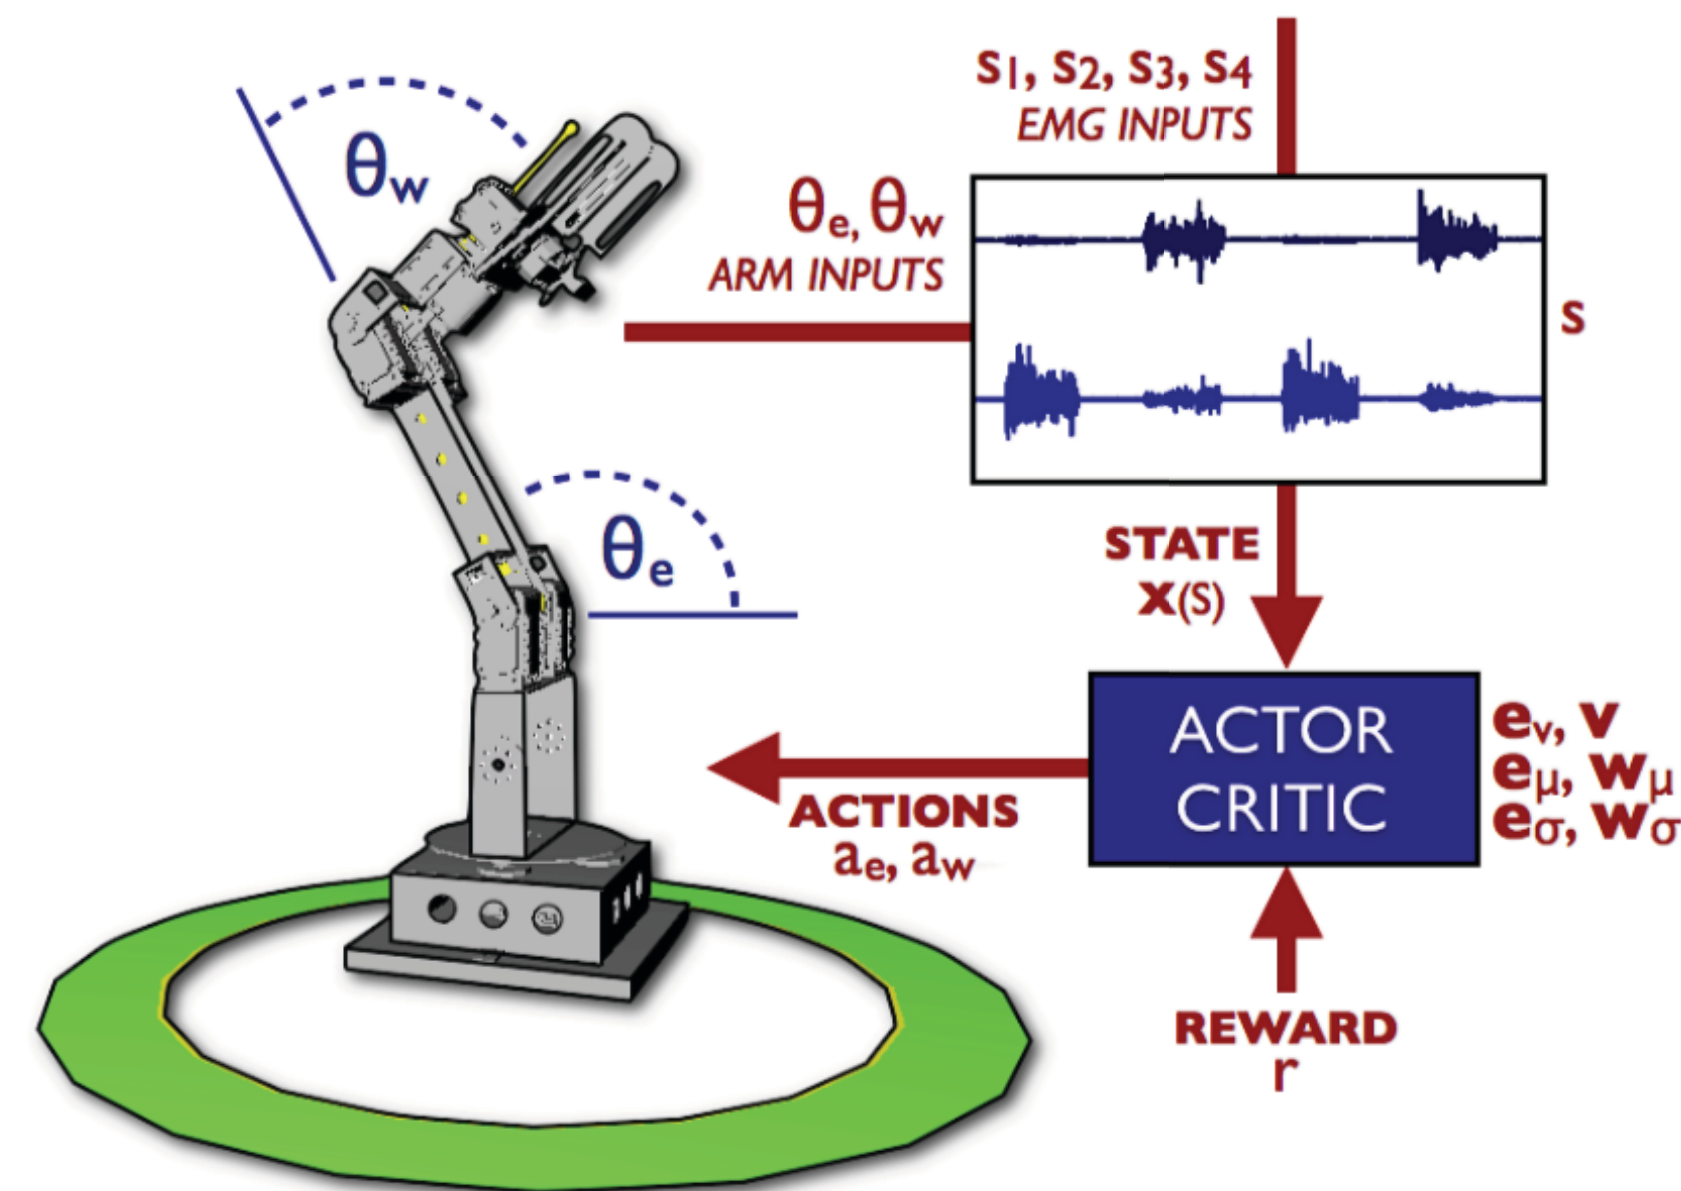 s1, s2, s3, s4
EMG INPUTS
θw
θe, θw
ARM INPUTS
s
θe
STATE
x(s)
ACTOR
CRITIC
ev, v
eμ, wμ
eσ, wσ
ACTIONS
ae, aw
REWARD
r